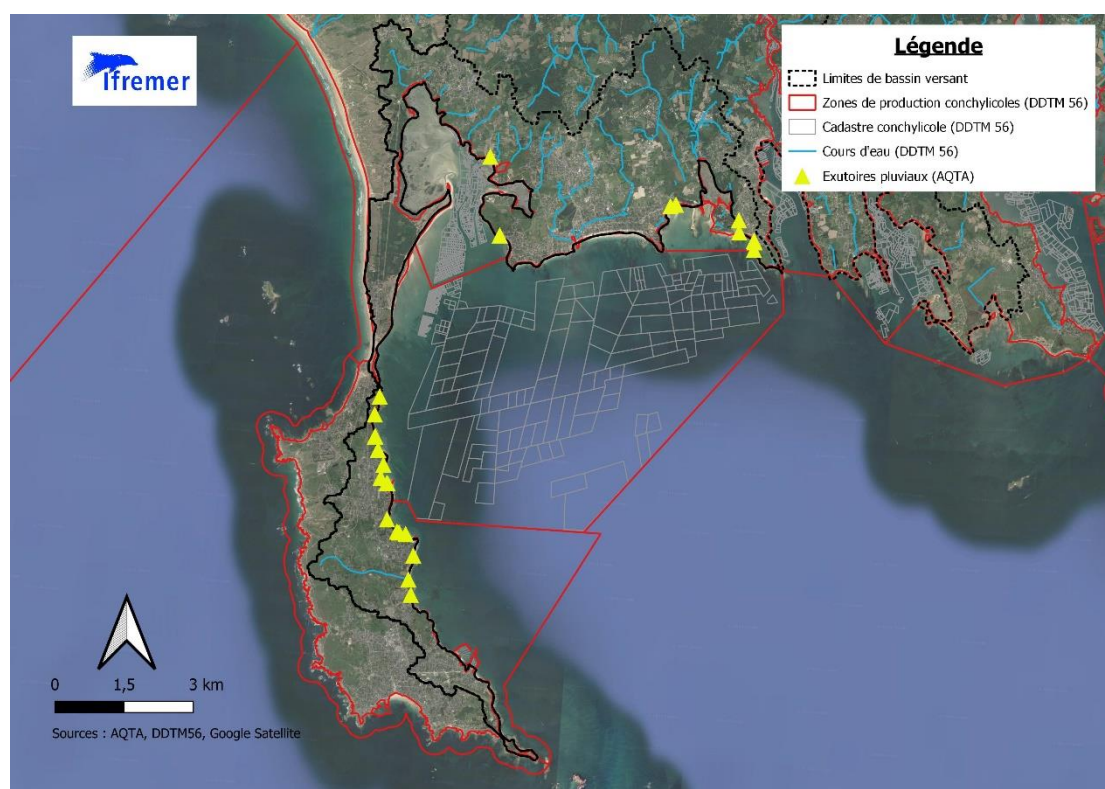 Ifremer
Légende
Limites de bassin versant
Zones de production conchylicoles (DDTM 56)
Cadastre conchylicole (DDTM 56)
Cours d'eau (DDTM 56)
Exutoires pluviaux (AQTA)
0 1,5 3 km
Sources : AQTA, DDTM56, Google Satellite